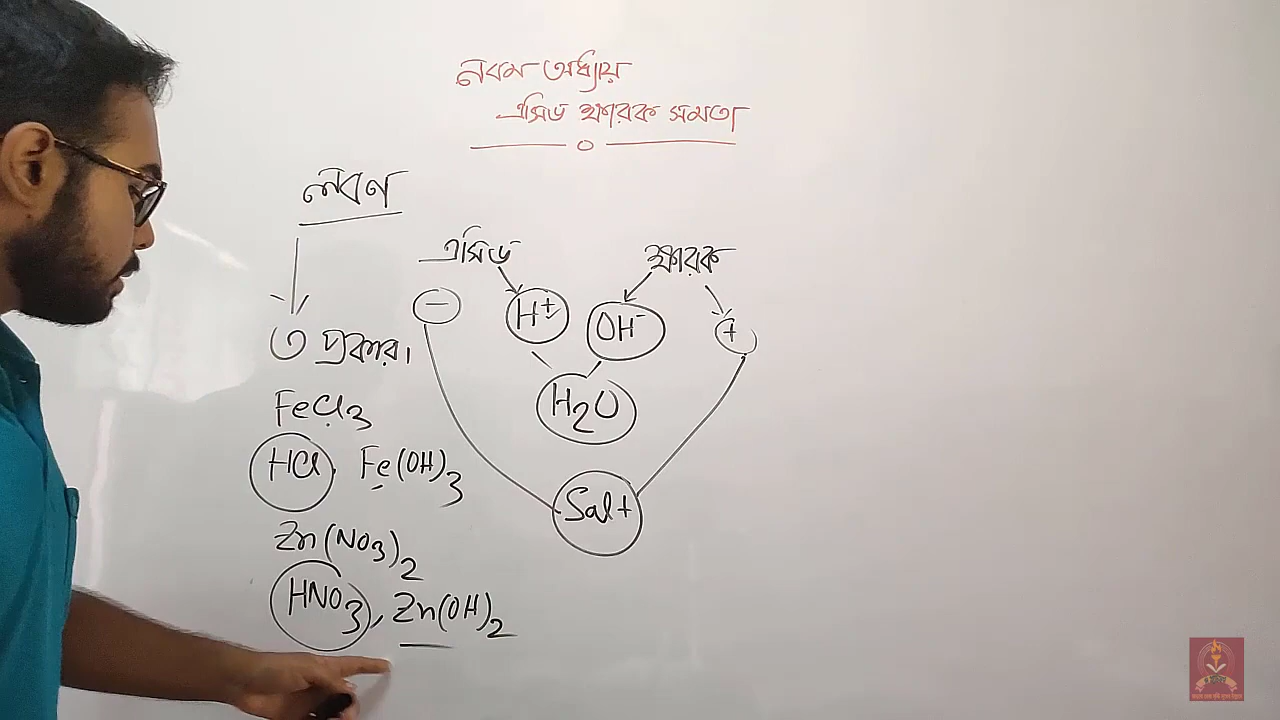 নবম অধ্যায়
এসিড ক্ষারক সমতা
লবণ
এসিড
ক্ষারক
−
H+
OH−
+
৩ প্রকার।
H2O
FeCl3
HCl, Fe(OH)3
Salt
Zn(NO3)2
HNO3, Zn(OH)2